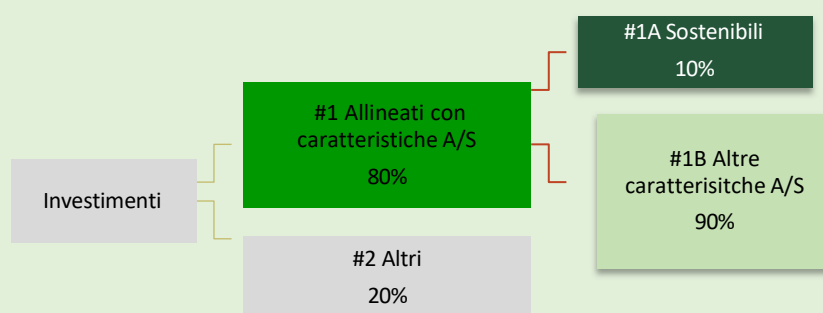 #1A Sostenibili
10%
#1 Allineati con
caratteristiche A/S
80%
#1B Altre
caratterisitche A/S
90%
Investimenti
#2 Altri
20%